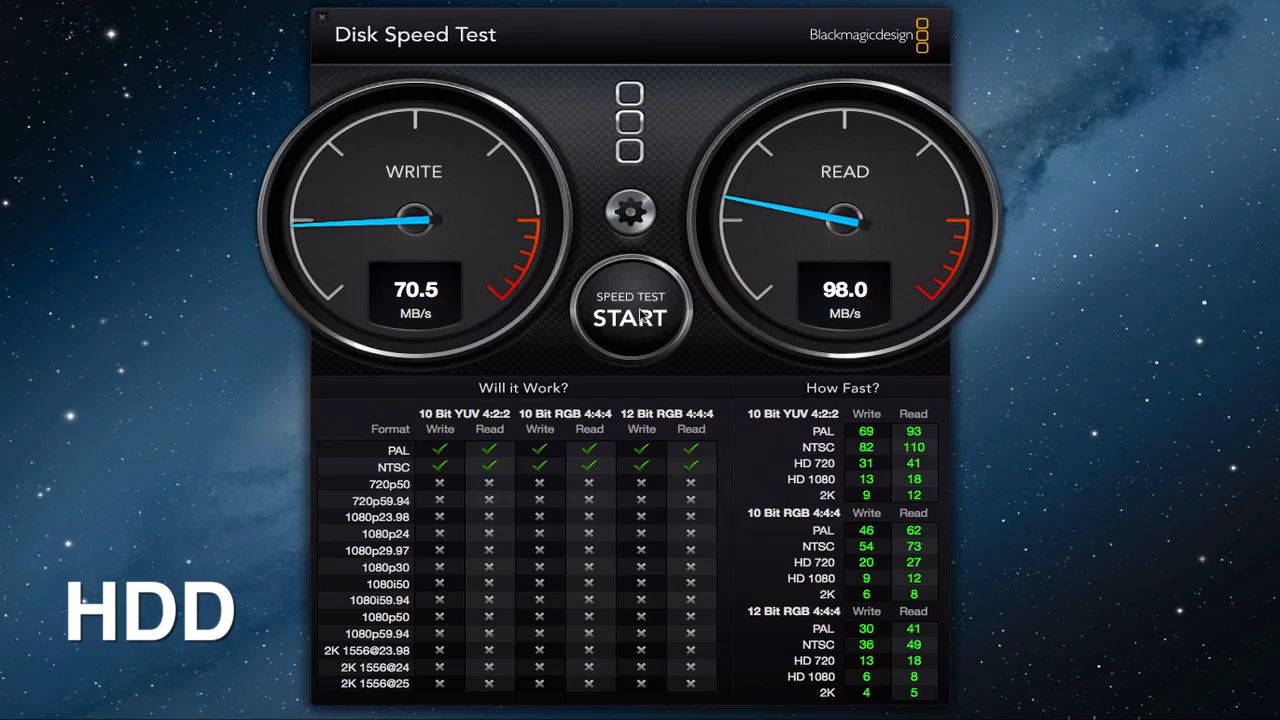 Disk Speed Test
Blackmagicdesign
WRITE
70.5
MB/s
SPEED TEST
START
READ
98.0
MB/s
Will it Work?
10 Bit YUV 4:2:2 10 Bit RGB 4:4:4 12 Bit RGB 4:4:4
Format Write Read Write Read Write Read
PAL
NTSC
720p50
720p59.94
1080p23.98
1080p24
1080p29.97
1080p30
1080i50
1080i59.94
1080p50
1080p59.94
2K 1556@23.98
2K 1556@24
2K 1556@25
How Fast?
10 Bit YUV 4:2:2 Write Read
PAL 69 93
NTSC 82 110
HD 720 31 41
HD 1080 13 18
2K 9 12
10 Bit RGB 4:4:4 Write Read
PAL 46 62
NTSC 54 73
HD 720 20 27
HD 1080 9 12
2K 6 8
12 Bit RGB 4:4:4 Write Read
PAL 30 41
NTSC 36 49
HD 720 13 18
HD 1080 6 8
2K 4 5
HDD